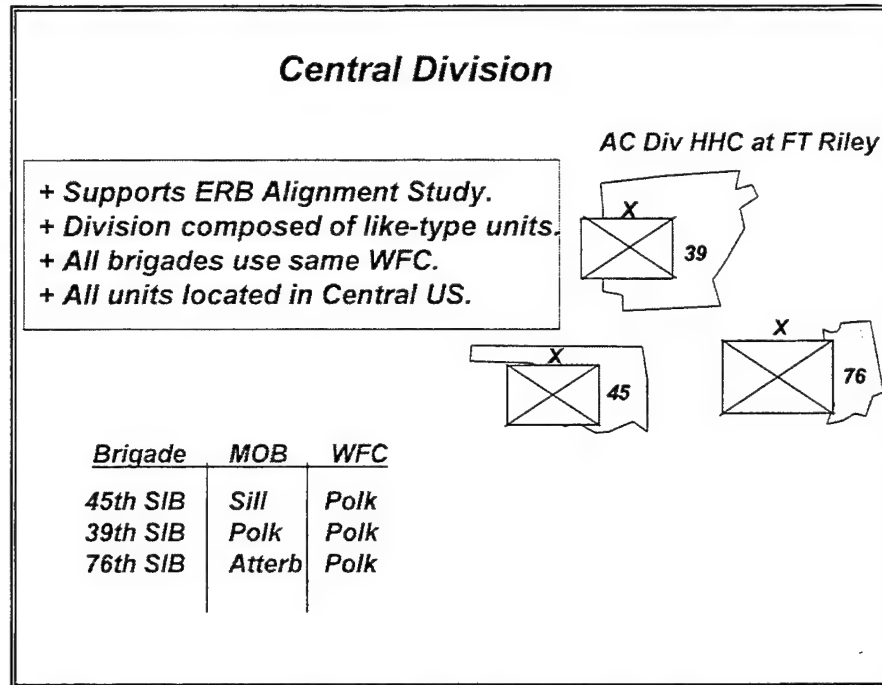 Central Division
AC Div HHC at FT Riley
+ Supports ERB Alignment Study.
+ Division composed of like-type units.
+ All brigades use same WFC.
+ All units located in Central US.
X
39
X
45
X
76
Brigade MOB WFC
45th SIB Sill Polk
39th SIB Polk Polk
76th SIB Atterb Polk